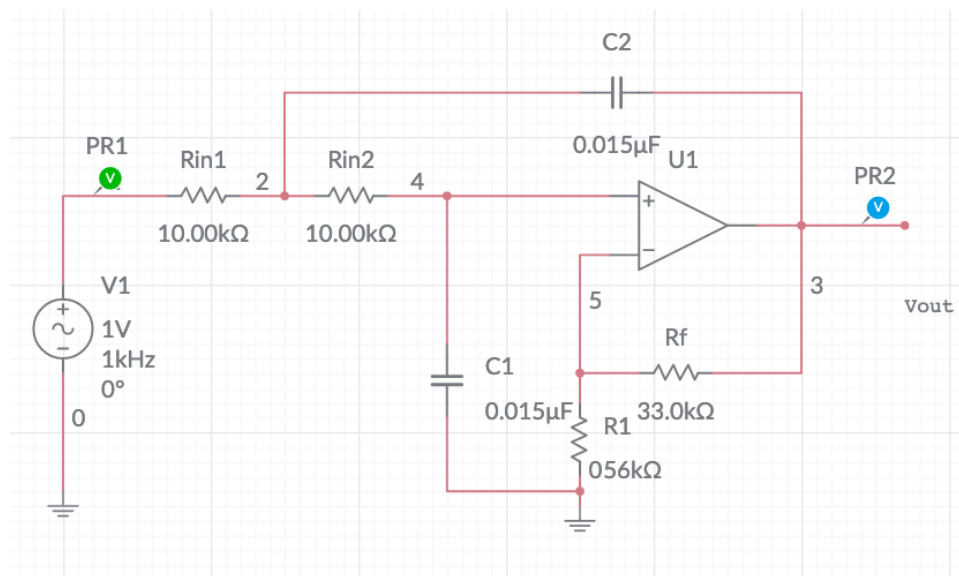 C2
0.015µF
PR1
V
Rin1
10.00kΩ
2
Rin2
10.00kΩ
4
U1
+
−
PR2
V
3
Vout
V1
+
−
1V
1kHz
0°
0
5
Rf
33.0kΩ
C1
0.015µF
R1
056kΩ